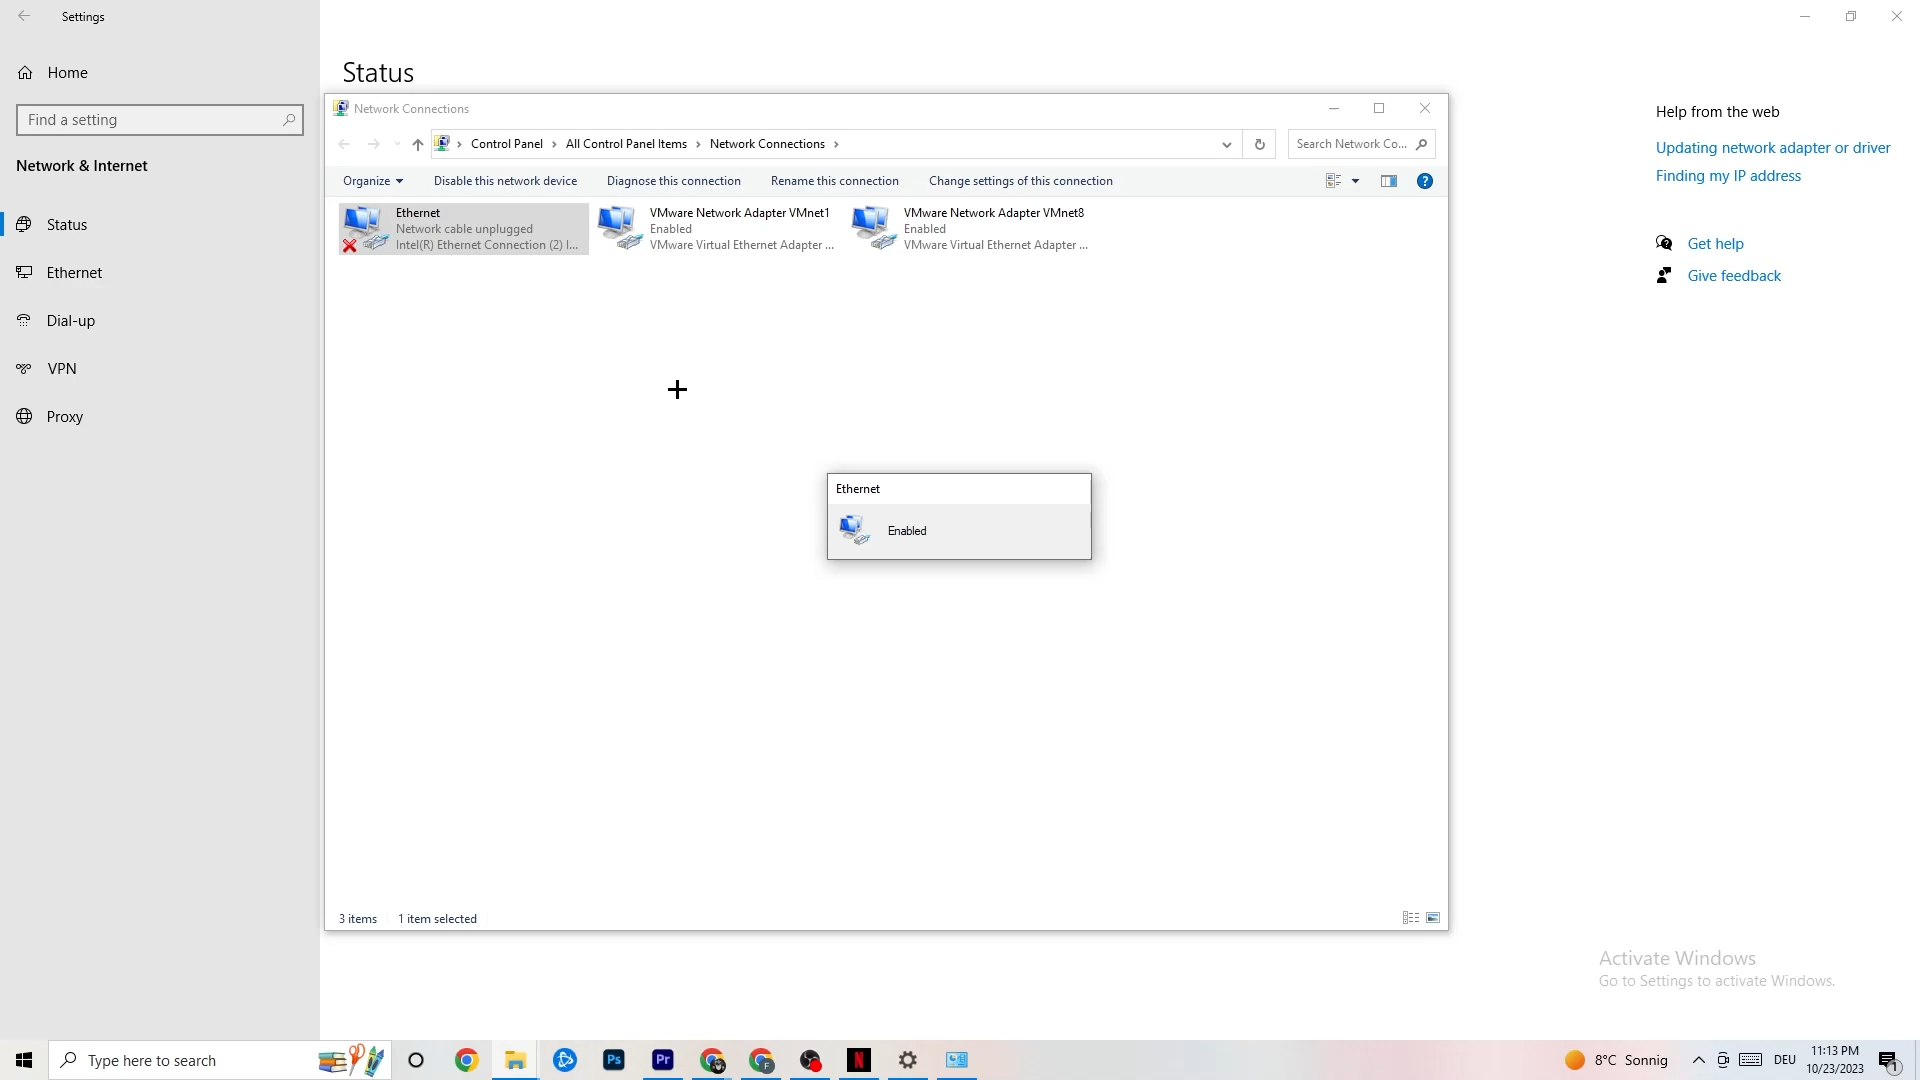 Settings
Home
Find a setting
Network & Internet
Status
Ethernet
Dial-up
VPN
Proxy
Status
Network Connections
Control Panel > All Control Panel Items > Network Connections >
Search Network Co...
Organize
Disable this network device
Diagnose this connection
Rename this connection
Change settings of this connection
Ethernet
Network cable unplugged
Intel(R) Ethernet Connection (2) I...
VMware Network Adapter VMnet1
Enabled
VMware Virtual Ethernet Adapter ...
VMware Network Adapter VMnet8
Enabled
VMware Virtual Ethernet Adapter ...
Ethernet
Enabled
3 items
1 item selected
Help from the web
Updating network adapter or driver
Finding my IP address
Get help
Give feedback
Activate Windows
Go to Settings to activate Windows.
Type here to search
Ps
Pr
F
N
8°C Sonnig
DEU
11:13 PM
10/23/2023
1